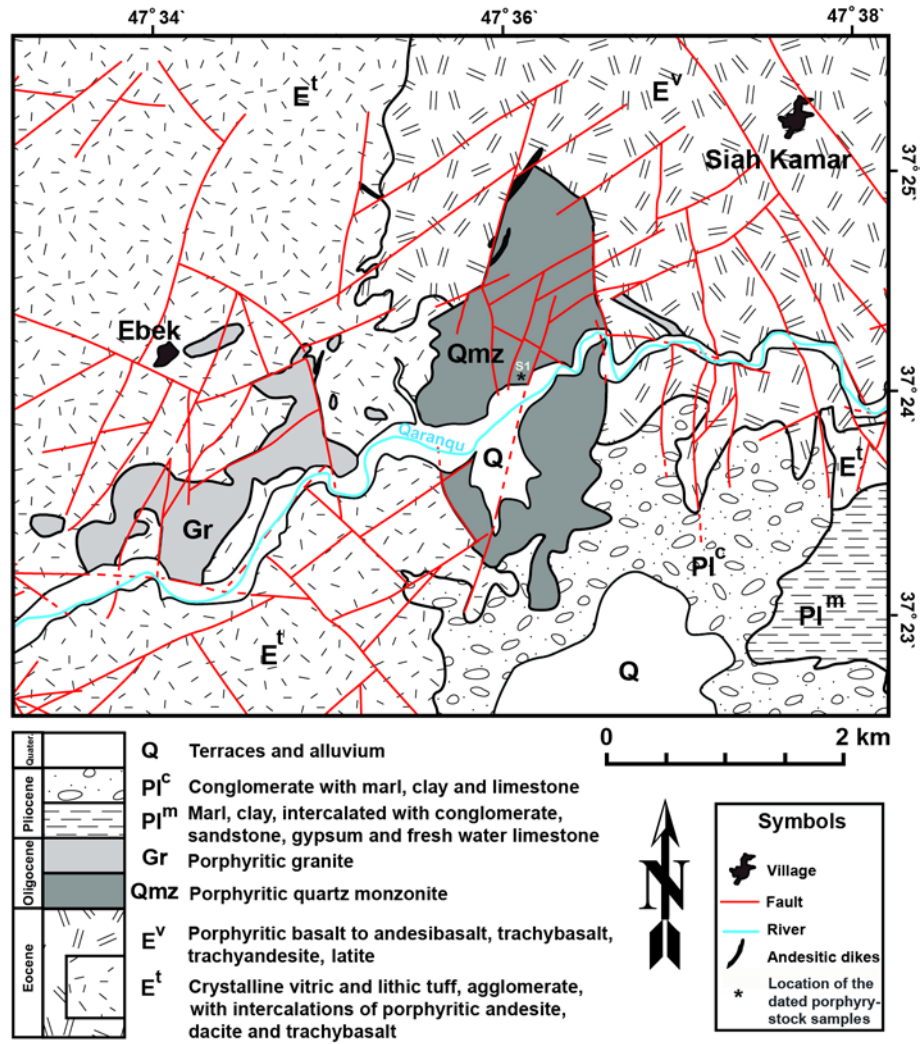 47°34` 47°36` 47°38`
E^t
E^v
Siah Kamar
37°25`
Ebek
Qmz
S1
*
37°24`
Qaranqu
Q
E^t
Gr
Pl^c
Pl^m
37°23`
E^t
Q
0 2 km
Quater.
Q Terraces and alluvium
Pliocene
Pl^c Conglomerate with marl, clay and limestone
Pl^m Marl, clay, intercalated with conglomerate,
sandstone, gypsum and fresh water limestone
Oligocene
Gr Porphyritic granite
Qmz Porphyritic quartz monzonite
Eocene
E^v Porphyritic basalt to andesibasalt, trachybasalt,
trachyandesite, latite
E^t Crystalline vitric and lithic tuff, agglomerate,
with intercalations of porphyritic andesite,
dacite and trachybasalt
N
Symbols
Village
Fault
River
Andesitic dikes
* Location of the
dated porphyry-
stock samples